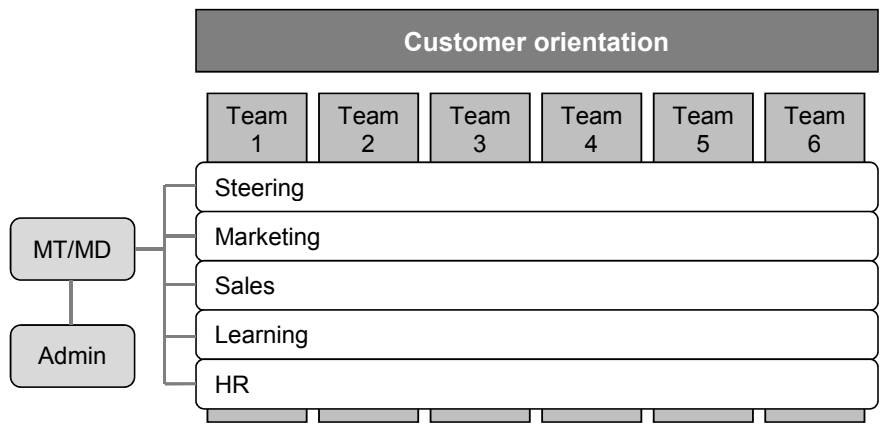 Customer orientation
Team Team Team Team Team Team
1 2 3 4 5 6
Steering
Marketing
MT/MD
Sales
Learning
Admin
HR